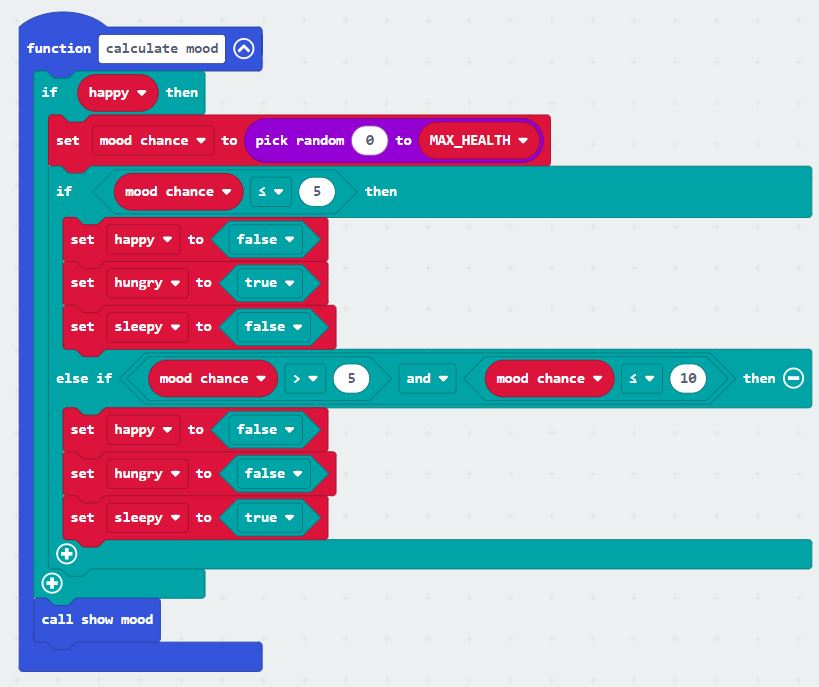 function calculate mood
if happy then
set mood chance to pick random 0 to MAX_HEALTH
if mood chance ≤ 5 then
set happy to false
set hungry to true
set sleepy to false
else if mood chance > 5 and mood chance ≤ 10 then
set happy to false
set hungry to false
set sleepy to true
call show mood